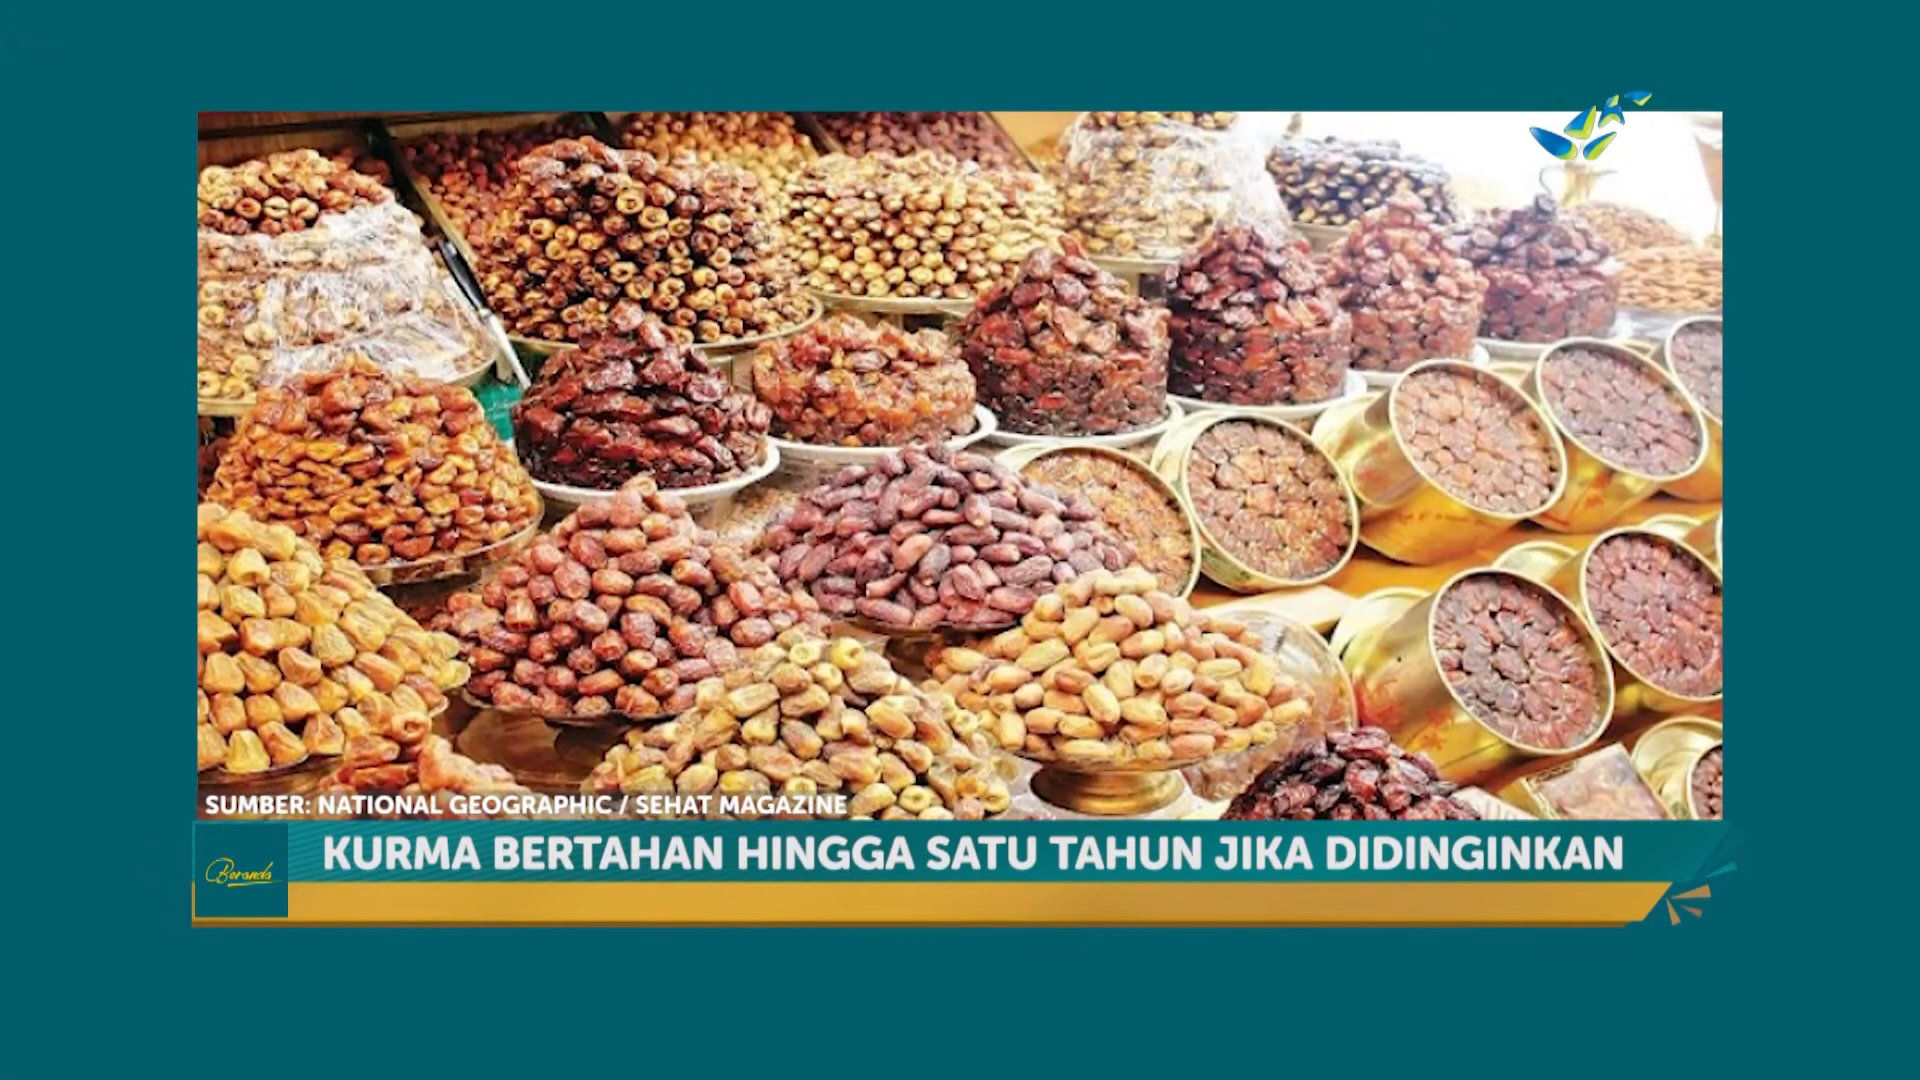 SUMBER: NATIONAL GEOGRAPHIC / SEHAT MAGAZINE
KURMA BERTAHAN HINGGA SATU TAHUN JIKA DIDINGINKAN
Beranda